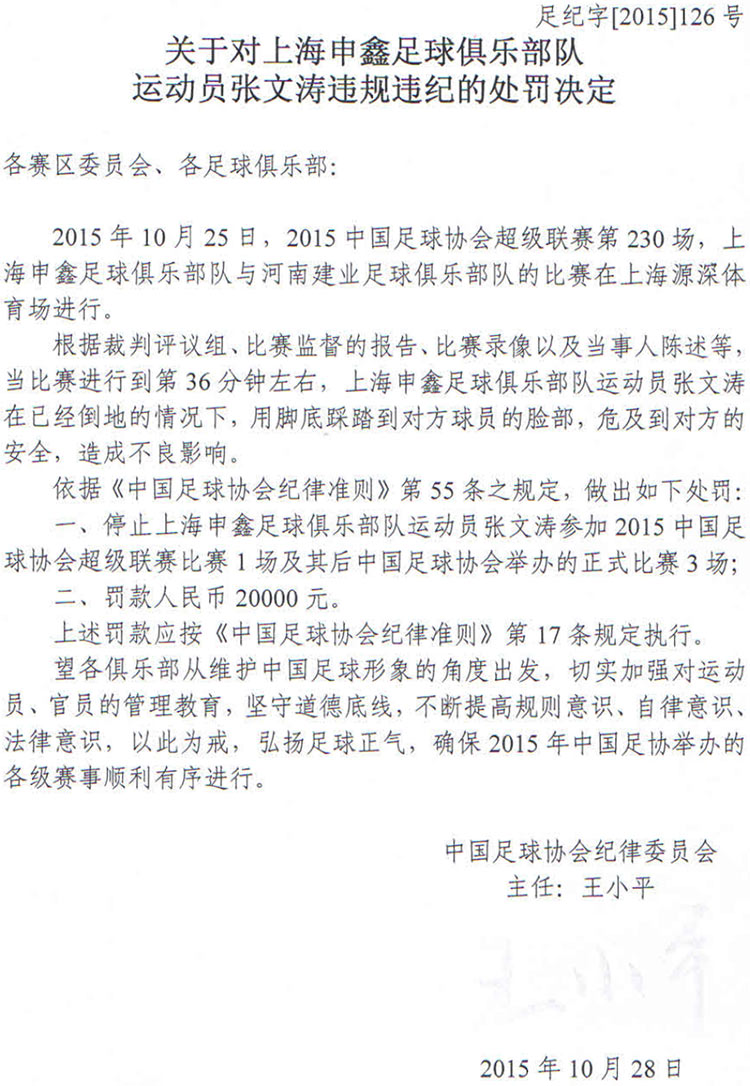 足纪字[2015]126 号
关于对上海申鑫足球俱乐部队
运动员张文涛违规违纪的处罚决定
各赛区委员会、各足球俱乐部：
2015 年 10 月 25 日，2015 中国足球协会超级联赛第 230 场，上
海申鑫足球俱乐部队与河南建业足球俱乐部队的比赛在上海源深体
育场进行。
根据裁判评议组、比赛监督的报告、比赛录像以及当事人陈述等，
当比赛进行到第 36 分钟左右，上海申鑫足球俱乐部队运动员张文涛
在已经倒地的情况下，用脚底踩踏到对方球员的脸部，危及到对方的
安全，造成不良影响。
依据《中国足球协会纪律准则》第 55 条之规定，做出如下处罚：
一、停止上海申鑫足球俱乐部队运动员张文涛参加 2015 中国足
球协会超级联赛比赛 1 场及其后中国足球协会举办的正式比赛 3 场；
二、罚款人民币 20000 元。
上述罚款应按《中国足球协会纪律准则》第 17 条规定执行。
望各俱乐部从维护中国足球形象的角度出发，切实加强对运动
员、官员的管理教育，坚守道德底线，不断提高规则意识、自律意识、
法律意识，以此为戒，弘扬足球正气，确保 2015 年中国足协举办的
各级赛事顺利有序进行。
中国足球协会纪律委员会
主任：王小平
王小平
2015 年 10 月 28 日